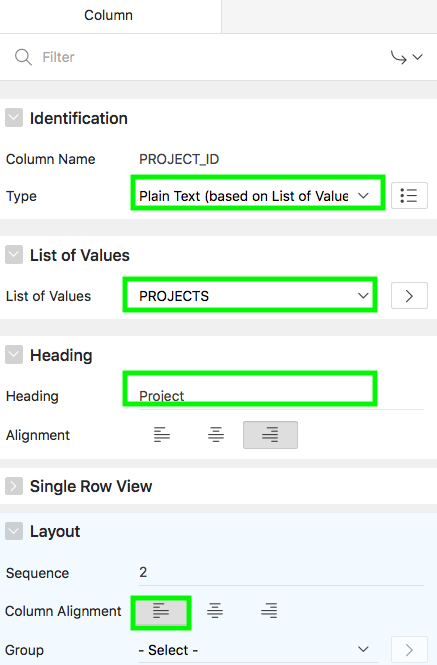 Column
Filter
Identification
Column Name PROJECT_ID
Type Plain Text (based on List of Value
List of Values
List of Values PROJECTS
Heading
Heading Project
Alignment
Single Row View
Layout
Sequence 2
Column Alignment
Group - Select -